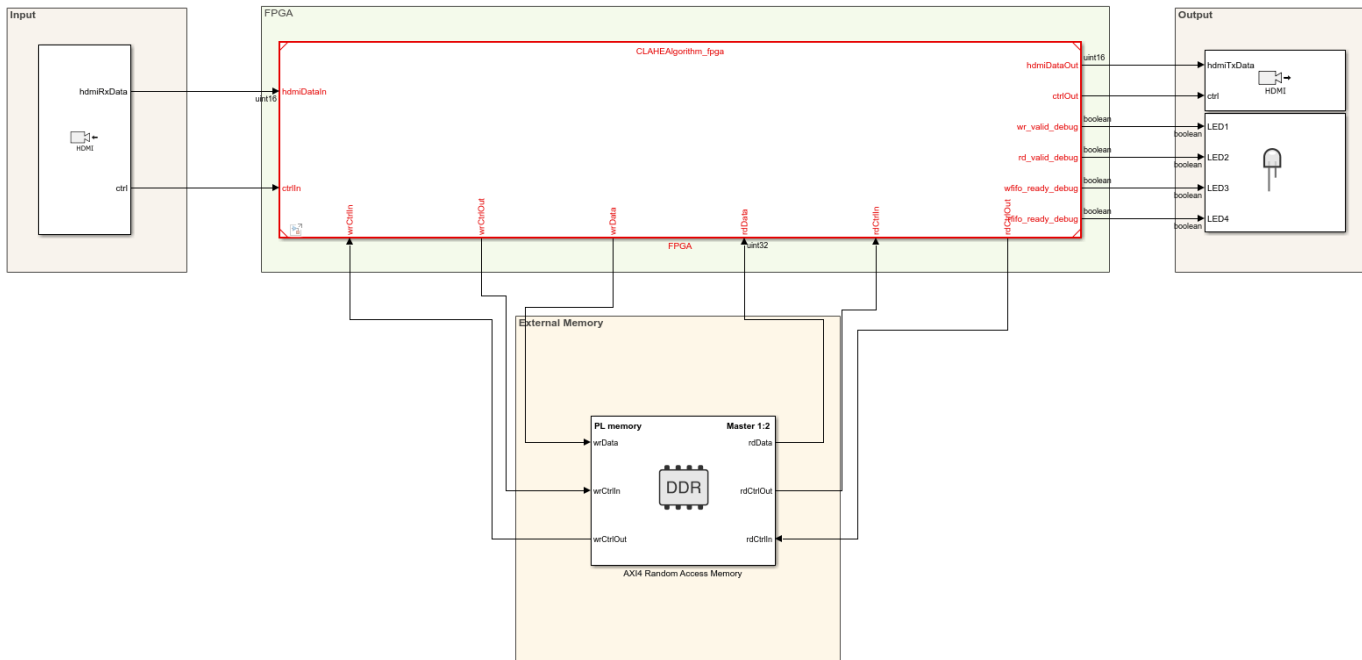 Input
hdmiRxData
HDMI
ctrl
FPGA
CLAHEAlgorithm_fpga
uint16
hdmiDataIn
ctrlIn
wrCtrlIn
wrCtrlOut
wrData
rdData
rdCtrlIn
rdCtrlOut
hdmiDataOut
ctrlOut
wr_valid_debug
rd_valid_debug
wfifo_ready_debug
fifo_ready_debug
FPGA
uint32
uint16
boolean
boolean
boolean
boolean
Output
hdmiTxData
HDMI
ctrl
boolean
LED1
boolean
LED2
boolean
LED3
boolean
LED4
External Memory
PL memory
Master 1:2
wrData
rdData
DDR
wrCtrlIn
rdCtrlOut
wrCtrlOut
rdCtrlIn
AXI4 Random Access Memory